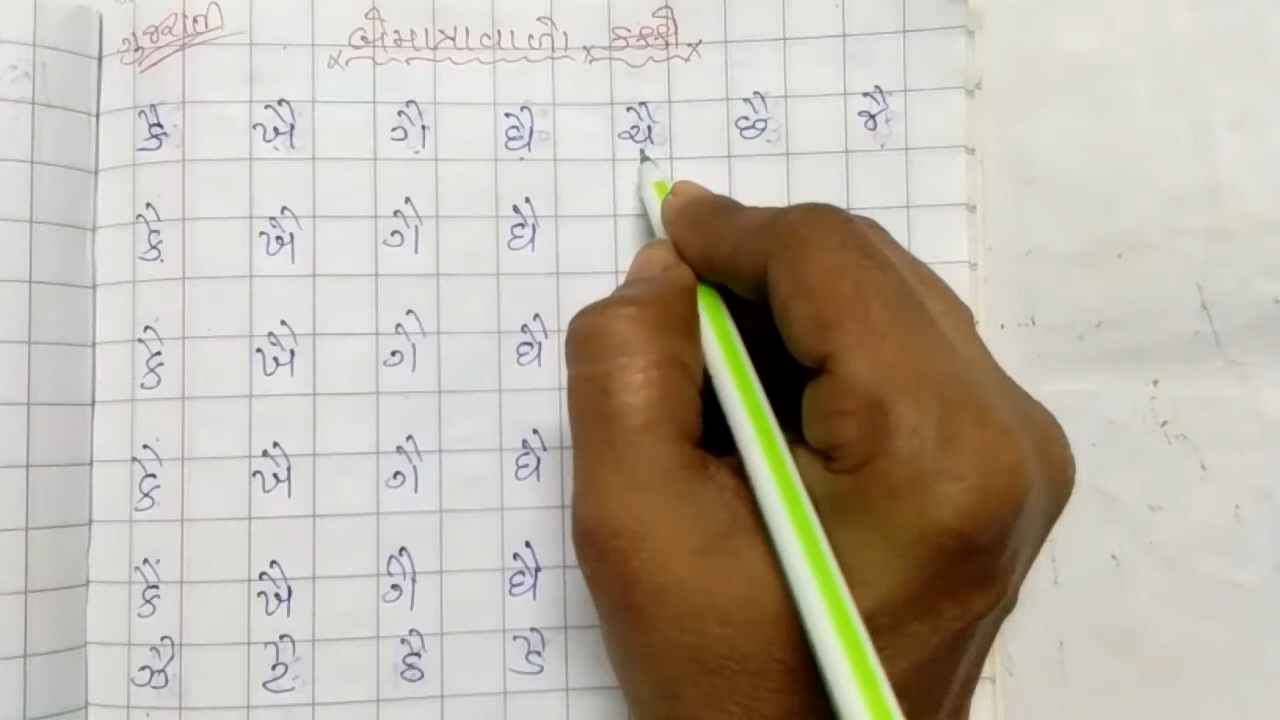 ગુજરાતી
બેમાત્રાવાળો કક્કો
કૈ ખૈ ગૈ ઘૈ ચૈ છૈ જૈ
કૈ ખૈ ગૈ ઘૈ
કૈ ખૈ ગૈ ઘૈ
કૈ ખૈ ગૈ ઘૈ
કૈ ખૈ ગૈ ઘૈ
ઝૈ ટૈ ઠૈ ડૈ